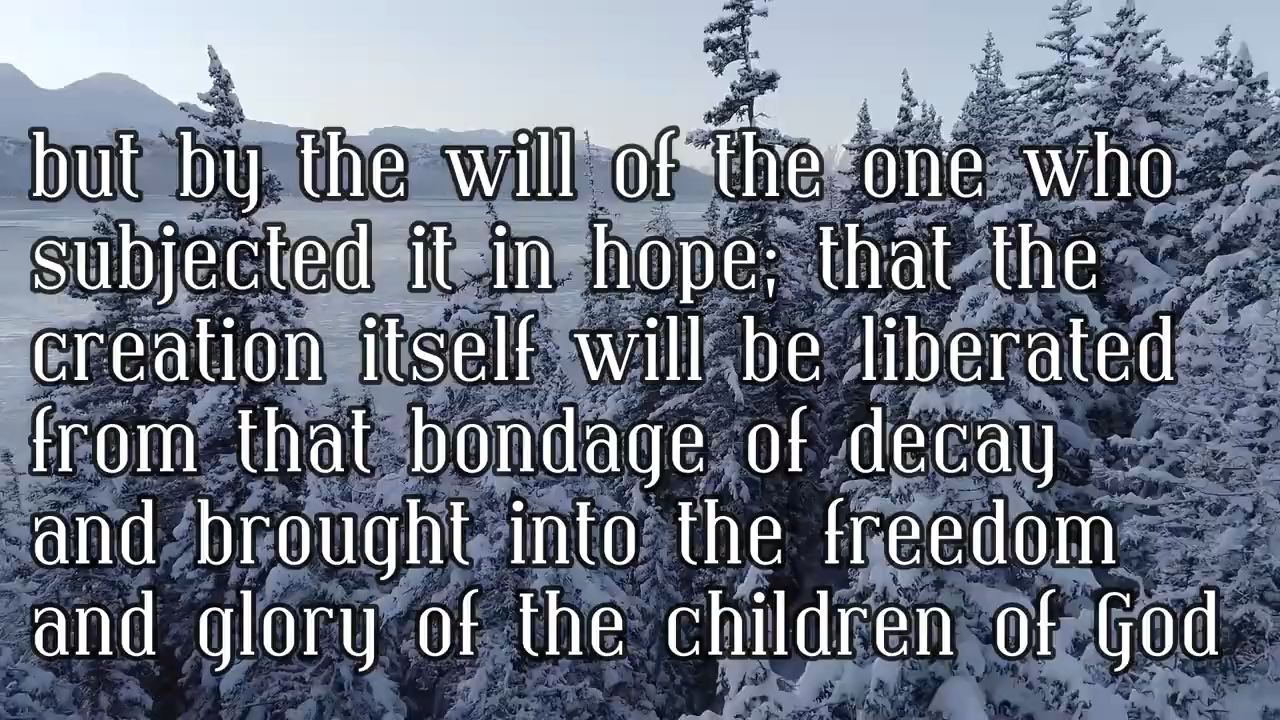 but by the will of the one who
subjected it in hope; that the
creation itself will be liberated
from that bondage of decay
and brought into the freedom
and glory of the children of God